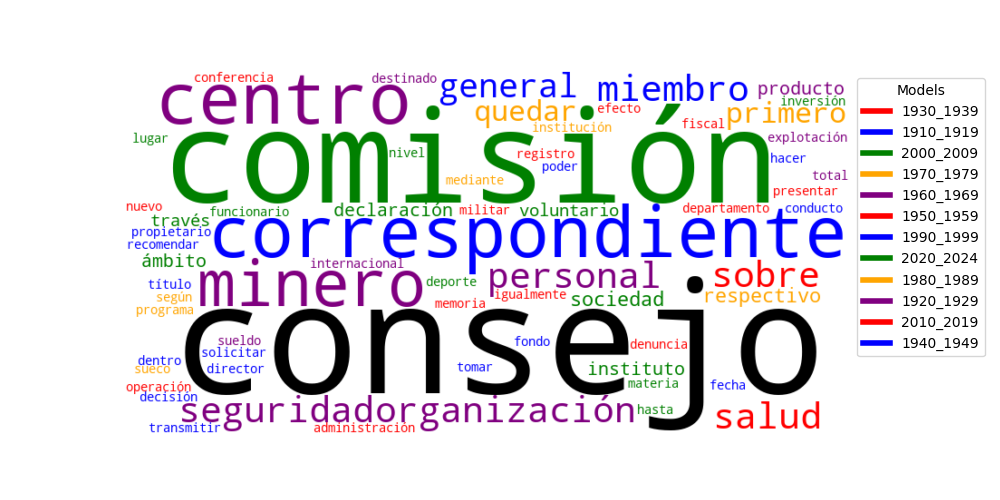 conferencia destinado
centro general miembro producto
inversión
quedar efecto primero
comisión institución fiscal
lugar nivel registro explotación
poder hacer
mediante total
presentar
nuevo través funcionario declaración militar voluntario departamento conducto
propietario correspondiente
recomendar
ámbito internacional
minero personal sobre
título deporte
según memoria igualmente sociedad respectivo
programa
consejo
sueldo fondo denuncia
dentro solicitar
sueco director tomar instituto
operación materia fecha
decisión
seguridad organización hasta salud
transmitir administración
Models
1930_1939
1910_1919
2000_2009
1970_1979
1960_1969
1950_1959
1990_1999
2020_2024
1980_1989
1920_1929
2010_2019
1940_1949